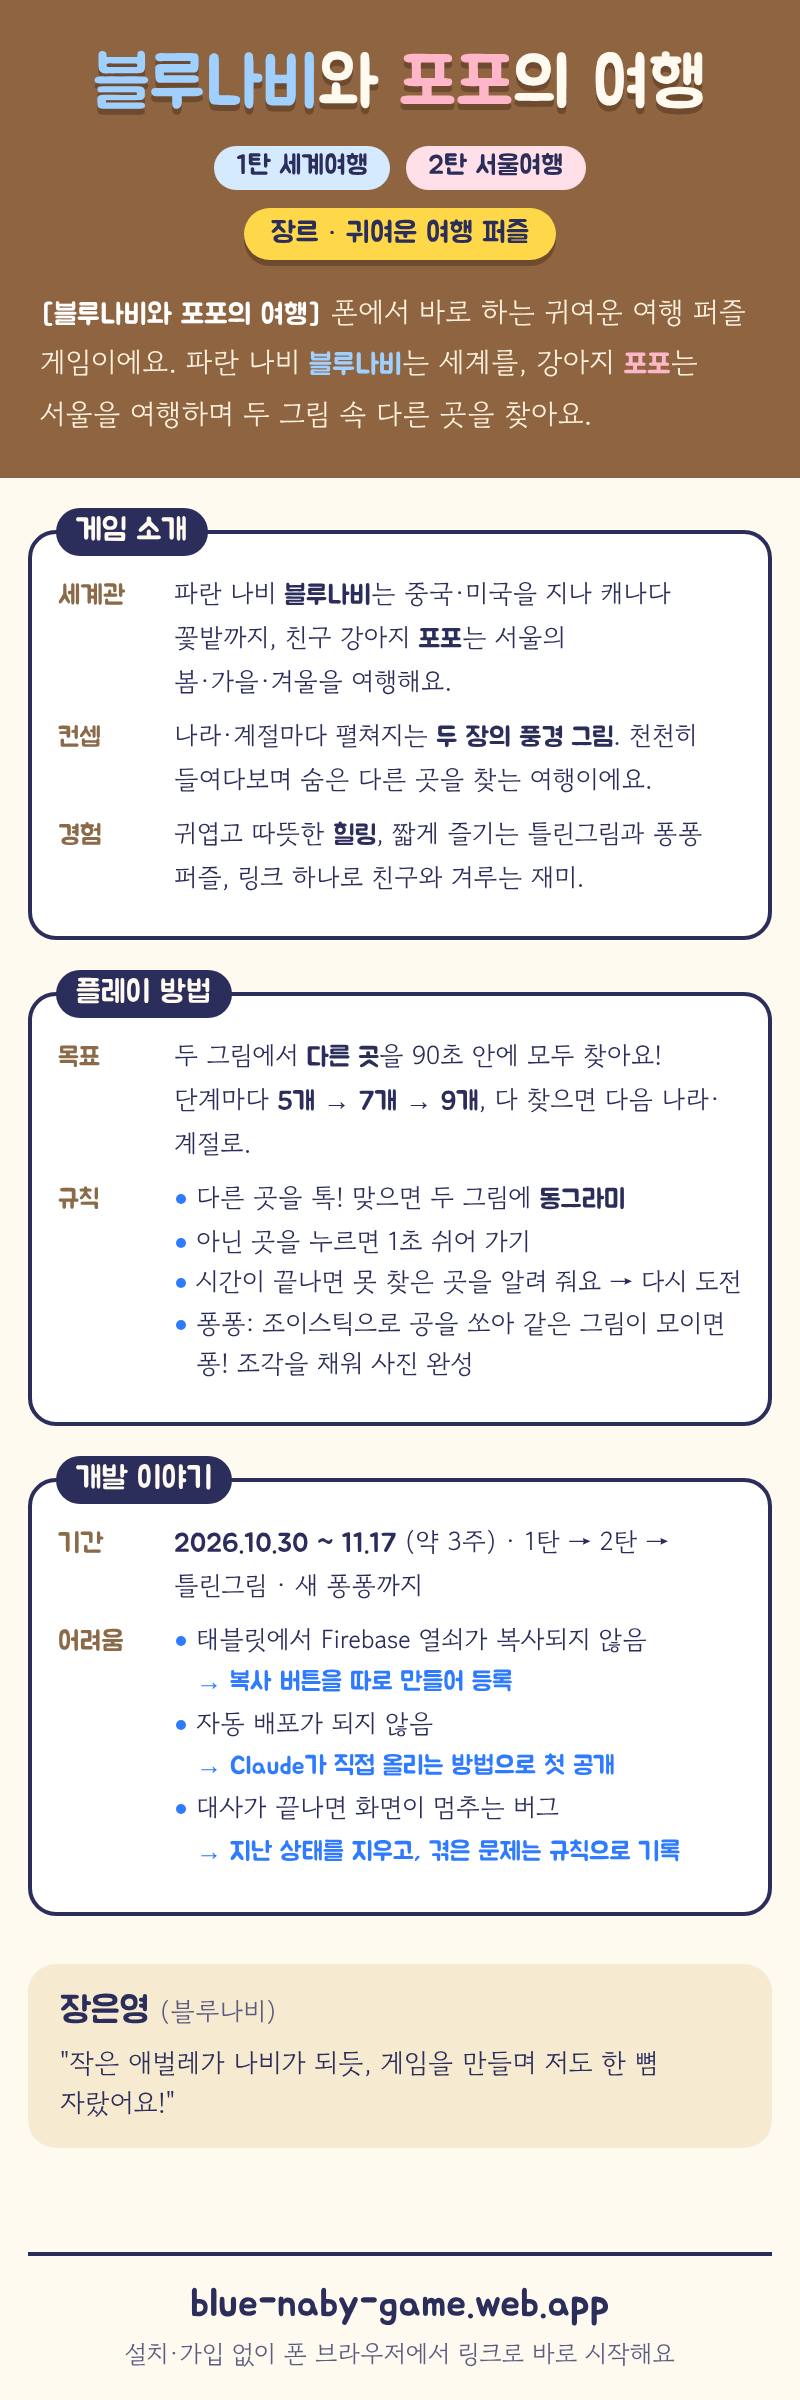 블루나비와 포포의 여행
1탄 세계여행
2탄 서울여행
장르 · 귀여운 여행 퍼즐
[블루나비와 포포의 여행] 폰에서 바로 하는 귀여운 여행 퍼즐
게임이에요. 파란 나비 블루나비는 세계를, 강아지 포포는
서울을 여행하며 두 그림 속 다른 곳을 찾아요.
게임 소개
세계관
파란 나비 블루나비는 중국·미국을 지나 캐나다
꽃밭까지, 친구 강아지 포포는 서울의
봄·가을·겨울을 여행해요.
컨셉
나라·계절마다 펼쳐지는 두 장의 풍경 그림. 천천히
들여다보며 숨은 다른 곳을 찾는 여행이에요.
경험
귀엽고 따뜻한 힐링, 짧게 즐기는 틀린그림과 퐁퐁
퍼즐, 링크 하나로 친구와 겨루는 재미.
플레이 방법
목표
두 그림에서 다른 곳을 90초 안에 모두 찾아요!
단계마다 5개 → 7개 → 9개, 다 찾으면 다음 나라·
계절로.
규칙
• 다른 곳을 톡! 맞으면 두 그림에 동그라미
• 아닌 곳을 누르면 1초 쉬어 가기
• 시간이 끝나면 못 찾은 곳을 알려 줘요 → 다시 도전
• 퐁퐁: 조이스틱으로 공을 쏘아 같은 그림이 모이면
퐁! 조각을 채워 사진 완성
개발 이야기
기간
2026.10.30 ~ 11.17 (약 3주) · 1탄 → 2탄 →
틀린그림 · 새 퐁퐁까지
어려움
• 태블릿에서 Firebase 열쇠가 복사되지 않음
→ 복사 버튼을 따로 만들어 등록
• 자동 배포가 되지 않음
→ Claude가 직접 올리는 방법으로 첫 공개
• 대사가 끝나면 화면이 멈추는 버그
→ 지난 상태를 지우고, 겪은 문제는 규칙으로 기록
장은영 (블루나비)
"작은 애벌레가 나비가 되듯, 게임을 만들며 저도 한 뼘
자랐어요!"
blue-naby-game.web.app
설치·가입 없이 폰 브라우저에서 링크로 바로 시작해요